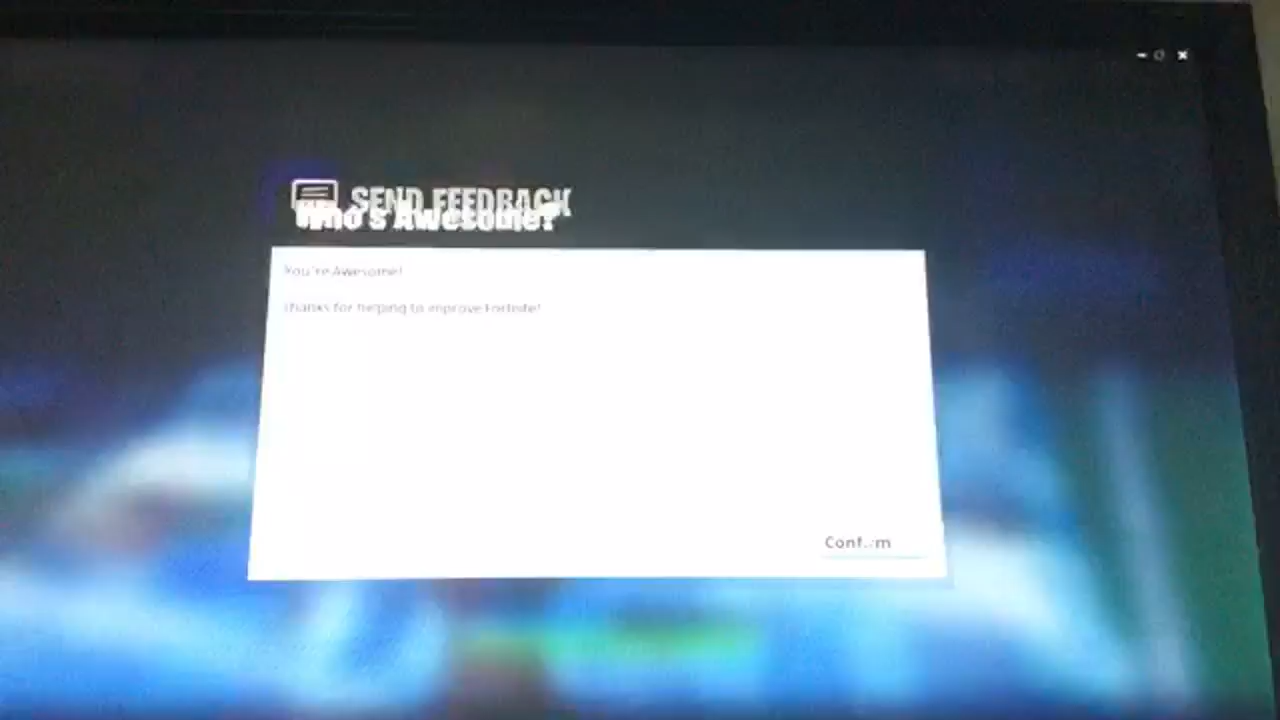 SEND FEEDBACK
Who's Awesome?
You're Awesome!
Thanks for helping to improve Fortnite!
Confirm